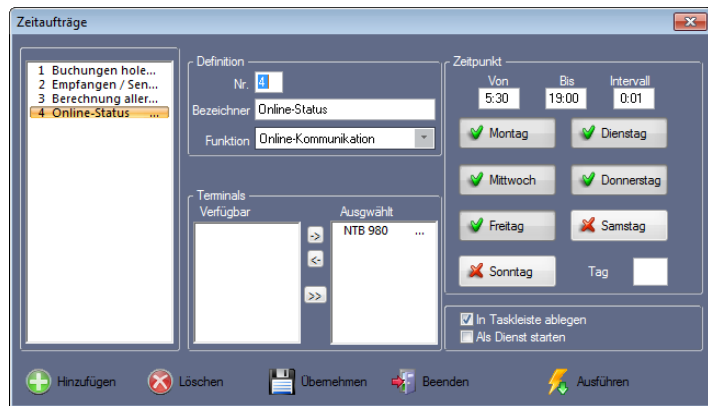 Zeitaufträge
1 Buchungen hole...
2 Empfangen / Sen...
3 Berechnung aller...
4 Online-Status ...
Definition
Nr. 4
Bezeichner Online-Status
Funktion Online-Kommunikation
Terminals
Verfügbar Ausgwählt
NTB 980 ...
->
<-
>>
Zeitpunkt
Von Bis Intervall
5:30 19:00 0:01
Montag Dienstag
Mittwoch Donnerstag
Freitag Samstag
Sonntag Tag
In Taskleiste ablegen
Als Dienst starten
Hinzufügen Löschen Übernehmen Beenden Ausführen